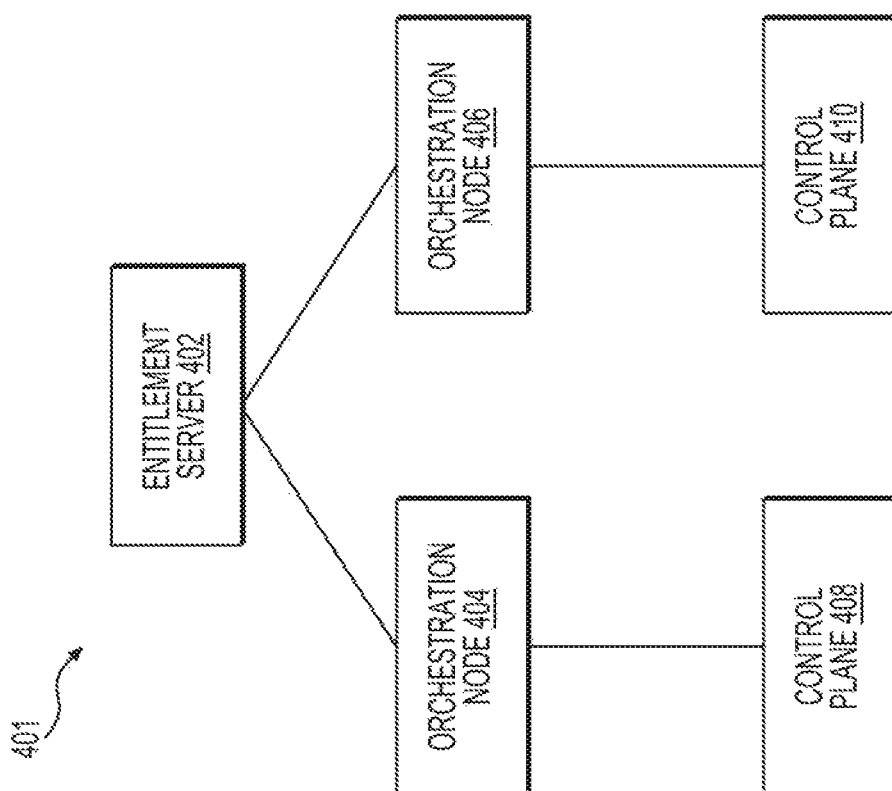 401
ENTITLEMENT
SERVER 402
ORCHESTRATION
NODE 404
ORCHESTRATION
NODE 406
CONTROL
PLANE 408
CONTROL
PLANE 410